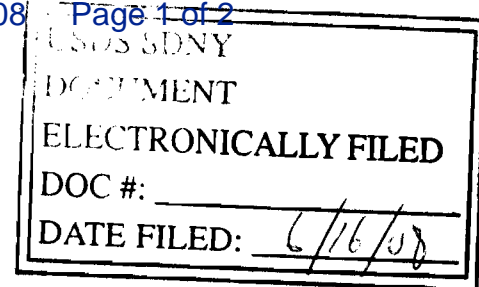 08 Page 1 of 2
USDS SDNY
DOCUMENT
ELECTRONICALLY FILED
DOC #:
DATE FILED: 6/16/08